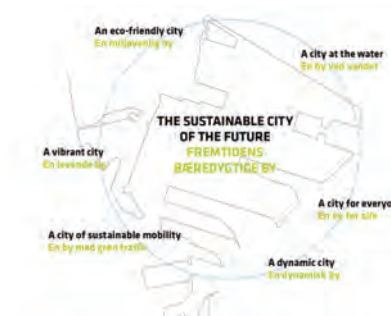 An eco-friendly city
En miljøvenlig by
A city at the water
En by ved vandet
THE SUSTAINABLE CITY
OF THE FUTURE
FREMTIDENS
BÆREDYGTIGE BY
A vibrant city
En levende by
A city for everyo
En by for alle
A city of sustainable mobility
En by med grøn trafik
A dynamic city
En dynamisk by